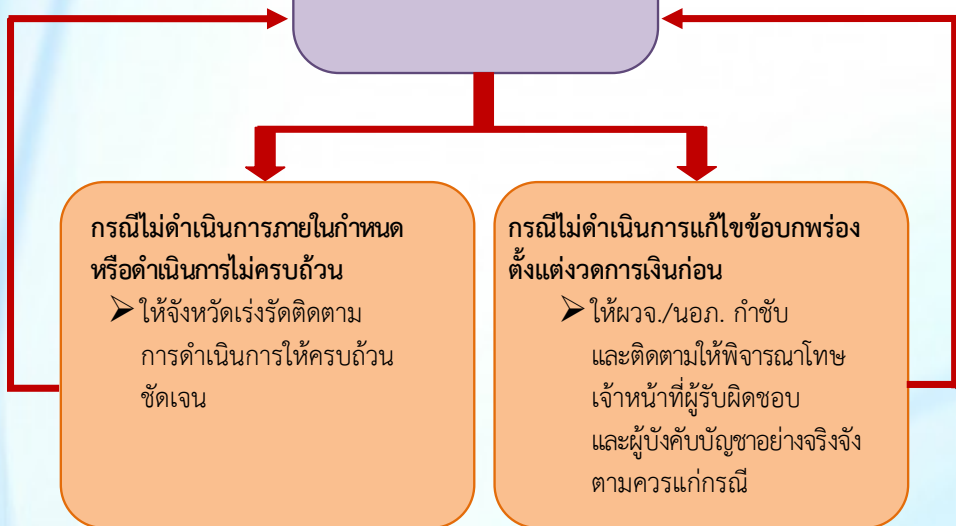 กรณีไม่ดำเนินการภายในกำหนด
หรือดำเนินการไม่ครบถ้วน
➢ ให้จังหวัดเร่งรัดติดตาม
การดำเนินการให้ครบถ้วน
ชัดเจน
กรณีไม่ดำเนินการแก้ไขข้อบกพร่อง
ตั้งแต่งวดการเงินก่อน
➢ ให้ผวจ./นอภ. กำชับ
และติดตามให้พิจารณาโทษ
เจ้าหน้าที่ผู้รับผิดชอบ
และผู้บังคับบัญชาอย่างจริงจัง
ตามควรแก่กรณี